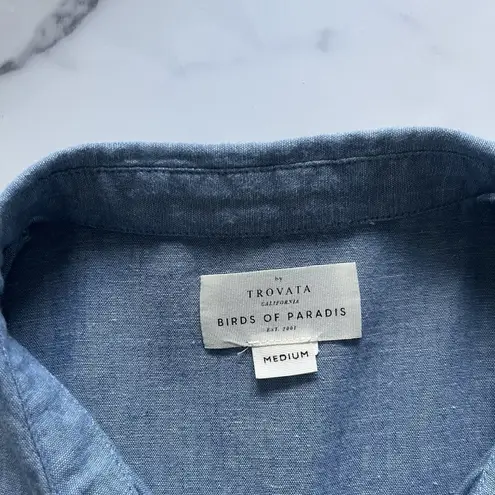 by
TROVATA
CALIFORNIA
BIRDS OF PARADIS
EST. 2001
MEDIUM